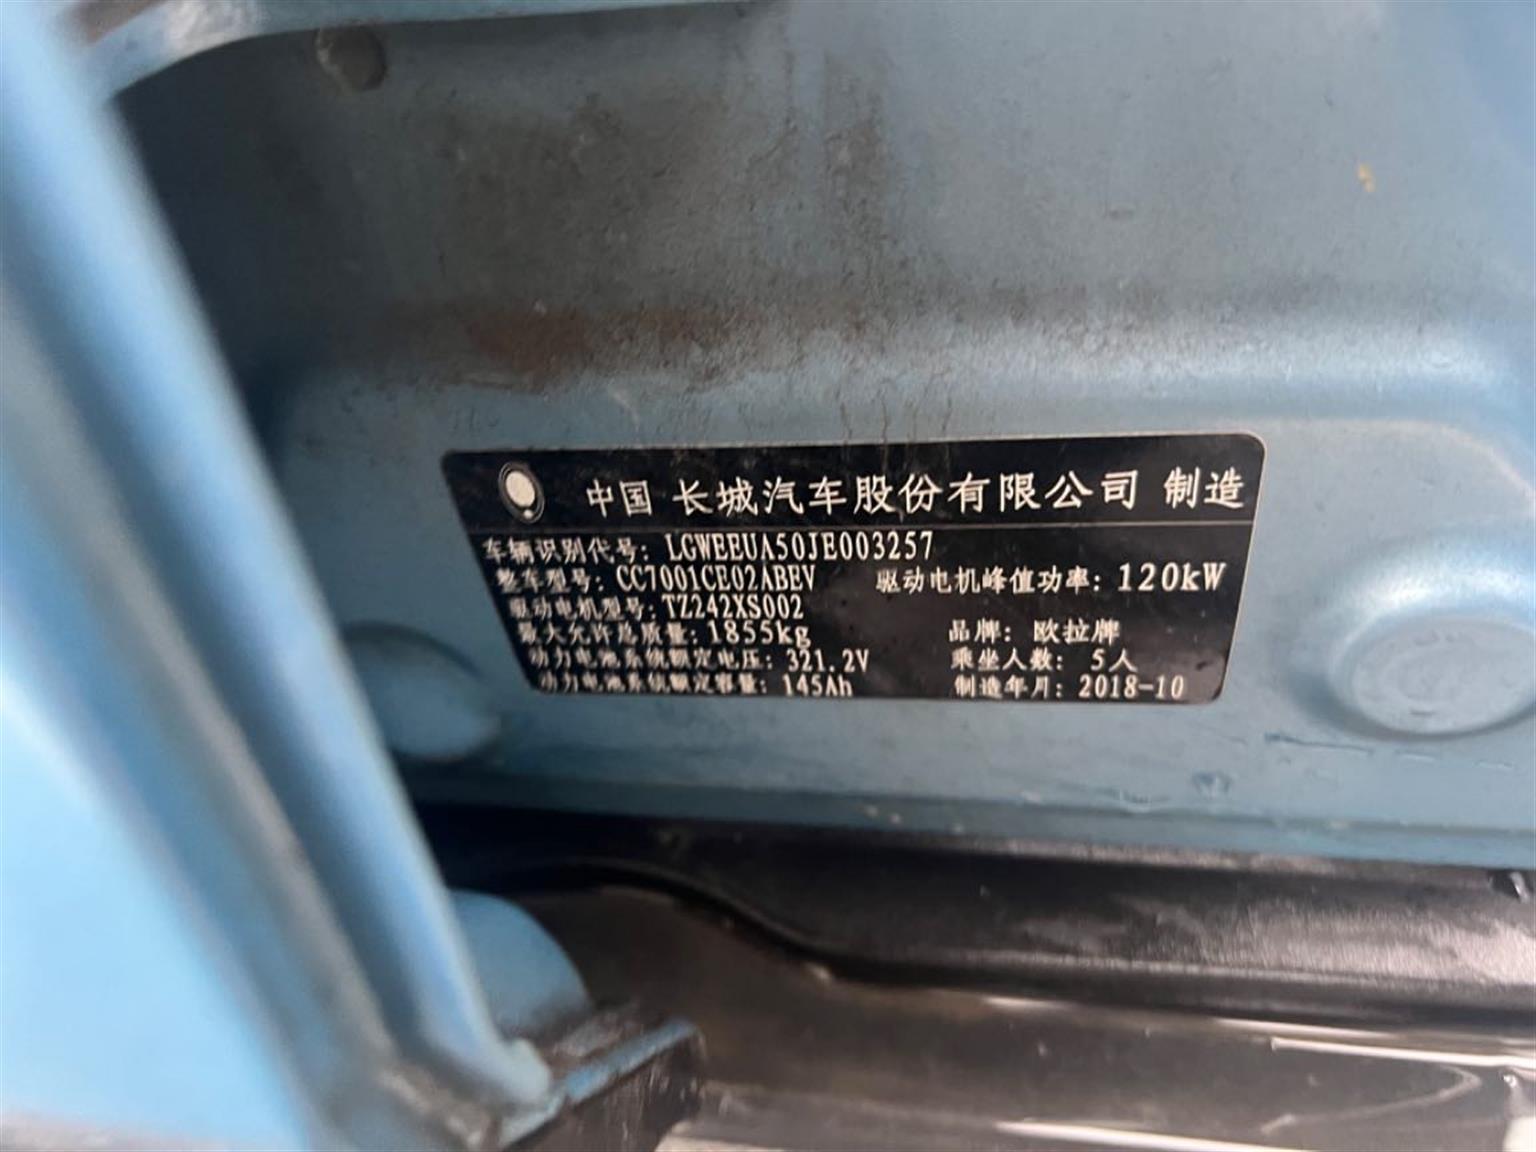 中国 长城汽车股份有限公司 制造
车辆识别代号: LGWEEUA50JE003257
整车型号: CC7001CE02ABEV 驱动电机峰值功率: 120kW
驱动电机型号: TZ242XS002
最大允许总质量: 1855kg 品牌: 欧拉牌
动力电池系统额定电压: 321.2V 乘坐人数: 5人
动力电池系统额定容量: 145Ah 制造年月: 2018-10